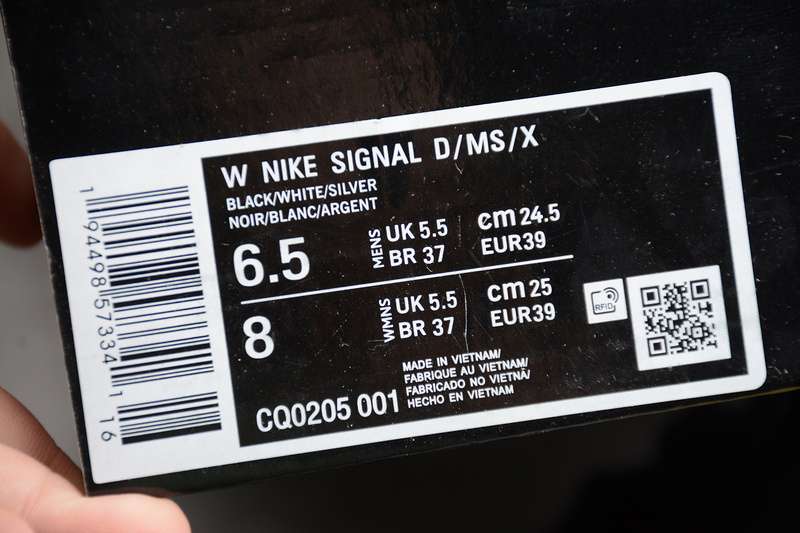 W NIKE SIGNAL D/MS/X
BLACK/WHITE/SILVER
NOIR/BLANC/ARGENT
6.5 MENS UK 5.5 cm 24.5
BR 37 EUR39
8 WMNS UK 5.5 cm 25
BR 37 EUR39
CQ0205 001
MADE IN VIETNAM/
FABRIQUE AU VIETNAM/
FABRICADO NO VIETNÃ/
HECHO EN VIETNAM
RFID
1 94498 57334 1 16